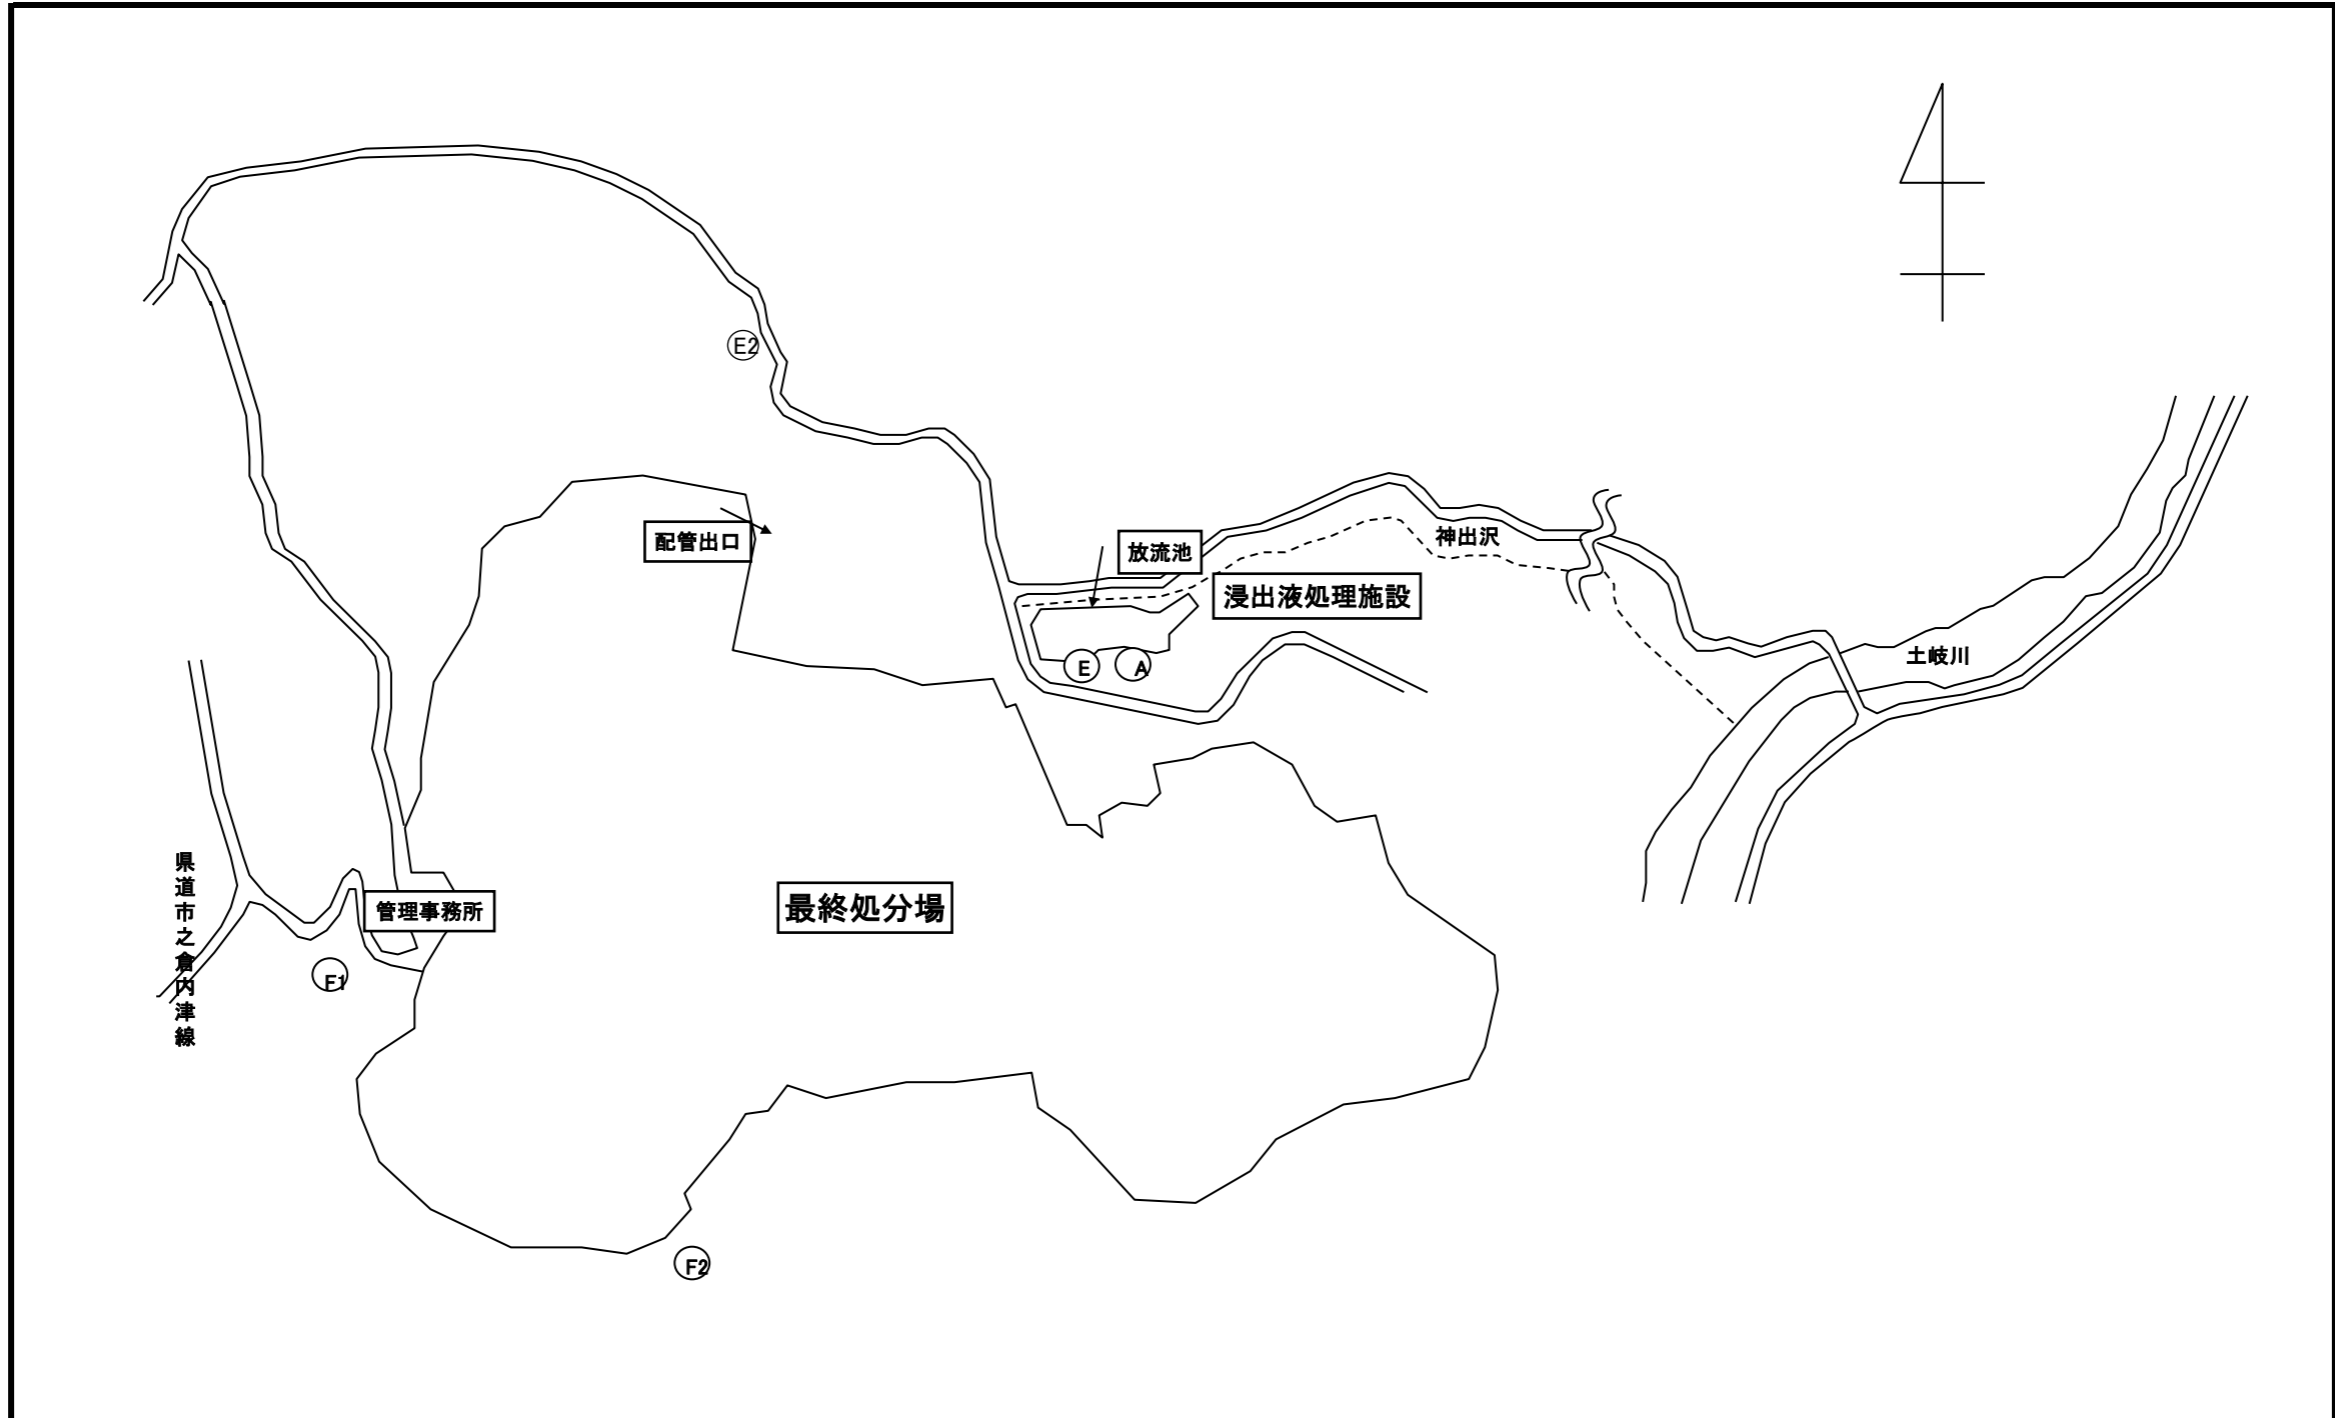 E2
配管出口
放流池
神出沢
浸出液処理施設
土岐川
E
A
県道市之倉内津線
管理事務所
最終処分場
F1
F2